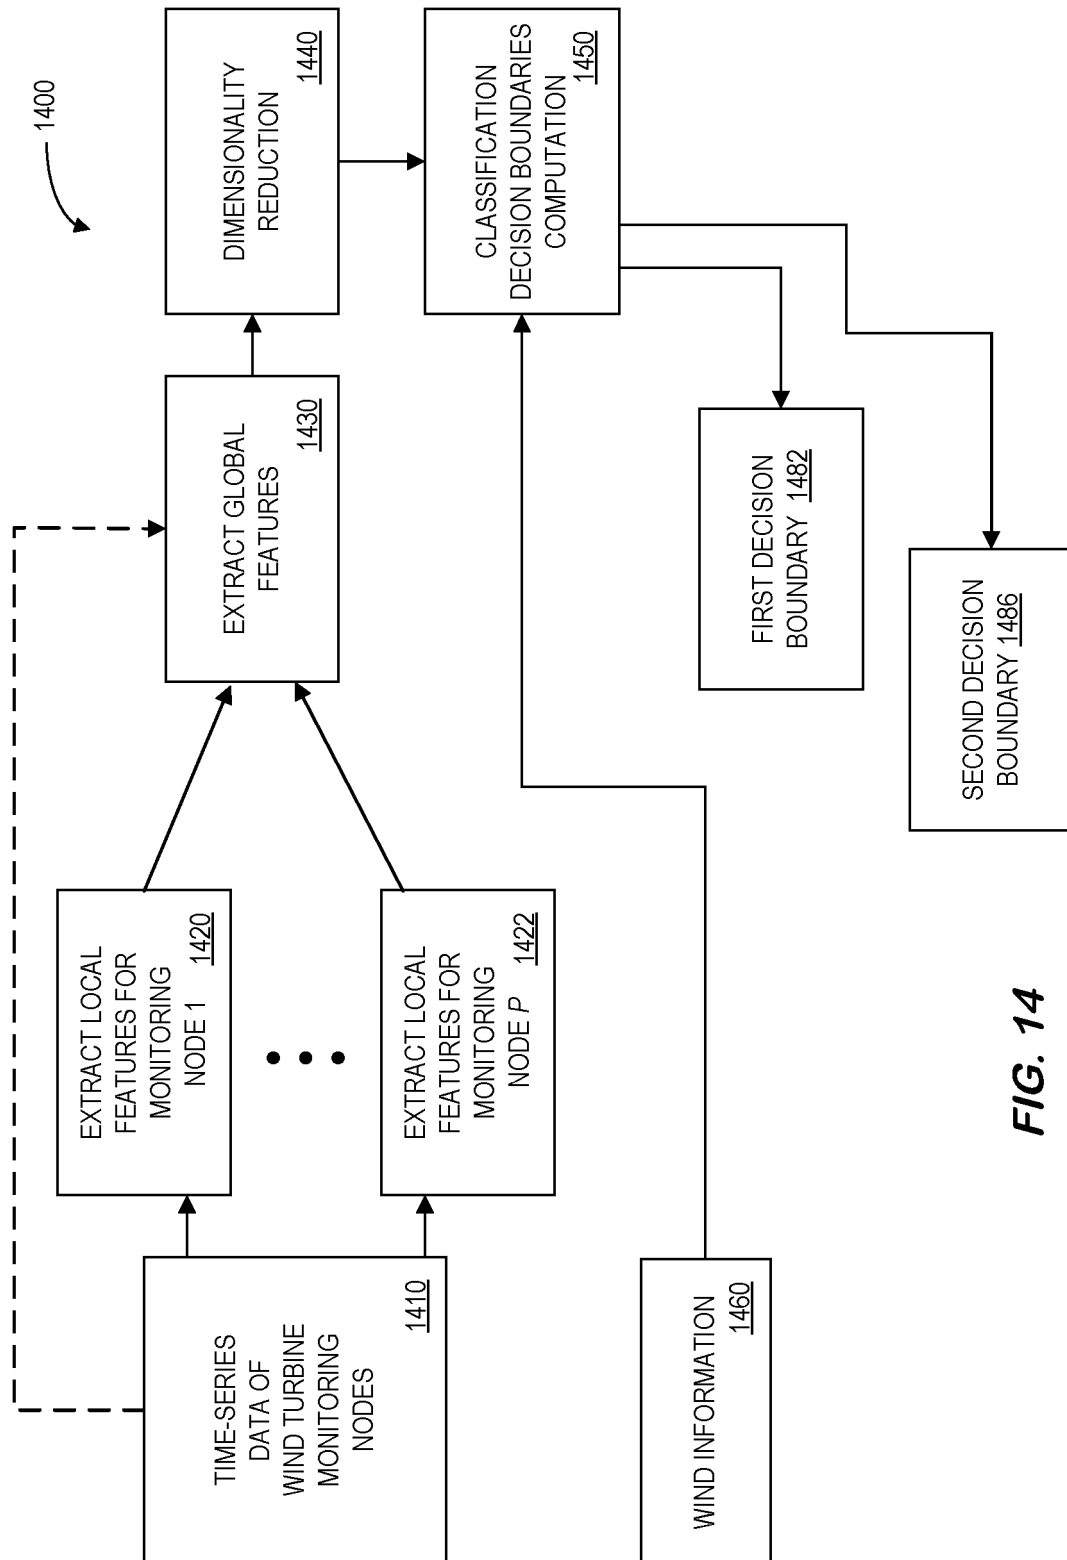 1400
TIME-SERIES
DATA OF
WIND TURBINE
MONITORING
NODES
1410
EXTRACT LOCAL
FEATURES FOR
MONITORING
NODE 1
1420
EXTRACT LOCAL
FEATURES FOR
MONITORING
NODE P
1422
EXTRACT GLOBAL
FEATURES
1430
DIMENSIONALITY
REDUCTION
1440
CLASSIFICATION
DECISION BOUNDARIES
COMPUTATION
1450
WIND INFORMATION
1460
FIRST DECISION
BOUNDARY 1482
SECOND DECISION
BOUNDARY 1486
FIG. 14